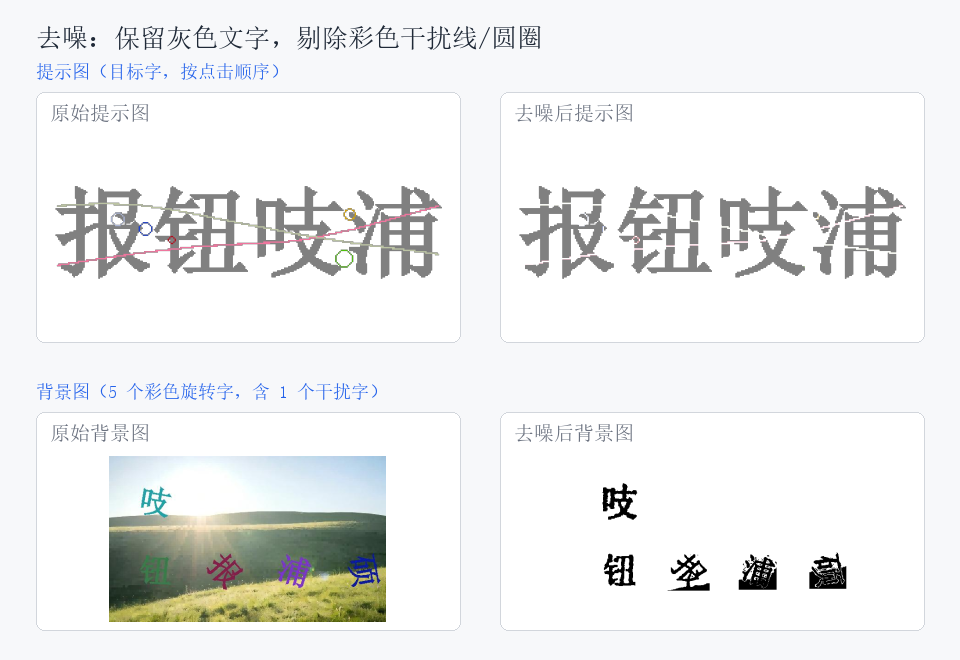 去噪：保留灰色文字，剔除彩色干扰线/圆圈
提示图（目标字，按点击顺序）
原始提示图
去噪后提示图
报钮吱浦
报钮吱浦
背景图（5 个彩色旋转字，含 1 个干扰字）
原始背景图
去噪后背景图
吱
吱
钮 报 浦
钮 报 浦